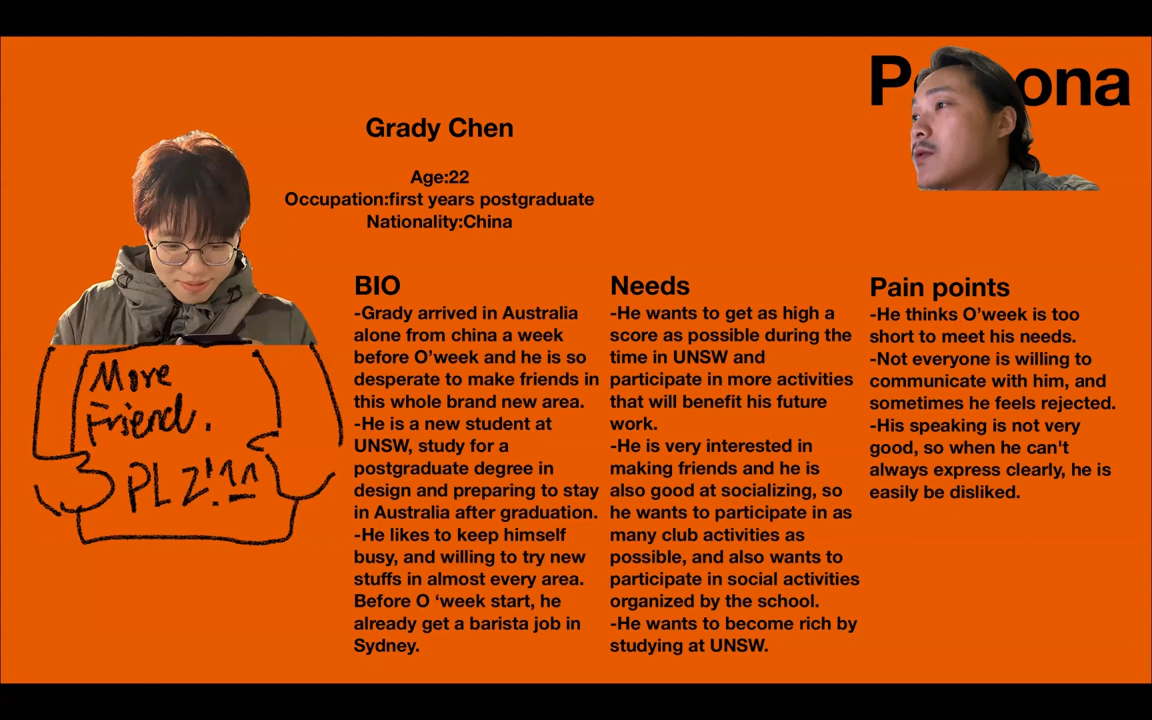 Grady Chen
Age:22
Occupation:first years postgraduate
Nationality:China
More
Friend.
PLZ!
BIO
-Grady arrived in Australia
alone from china a week
before O’week and he is so
desperate to make friends in
this whole brand new area.
-He is a new student at
UNSW, study for a
postgraduate degree in
design and preparing to stay
in Australia after graduation.
-He likes to keep himself
busy, and willing to try new
stuffs in almost every area.
Before O ‘week start, he
already get a barista job in
Sydney.
Needs
-He wants to get as high a
score as possible during the
time in UNSW and
participate in more activities
that will benefit his future
work.
-He is very interested in
making friends and he is
also good at socializing, so
he wants to participate in as
many club activities as
possible, and also wants to
participate in social activities
organized by the school.
-He wants to become rich by
studying at UNSW.
Pain points
-He thinks O’week is too
short to meet his needs.
-Not everyone is willing to
communicate with him, and
sometimes he feels rejected.
-His speaking is not very
good, so when he can't
always express clearly, he is
easily be disliked.